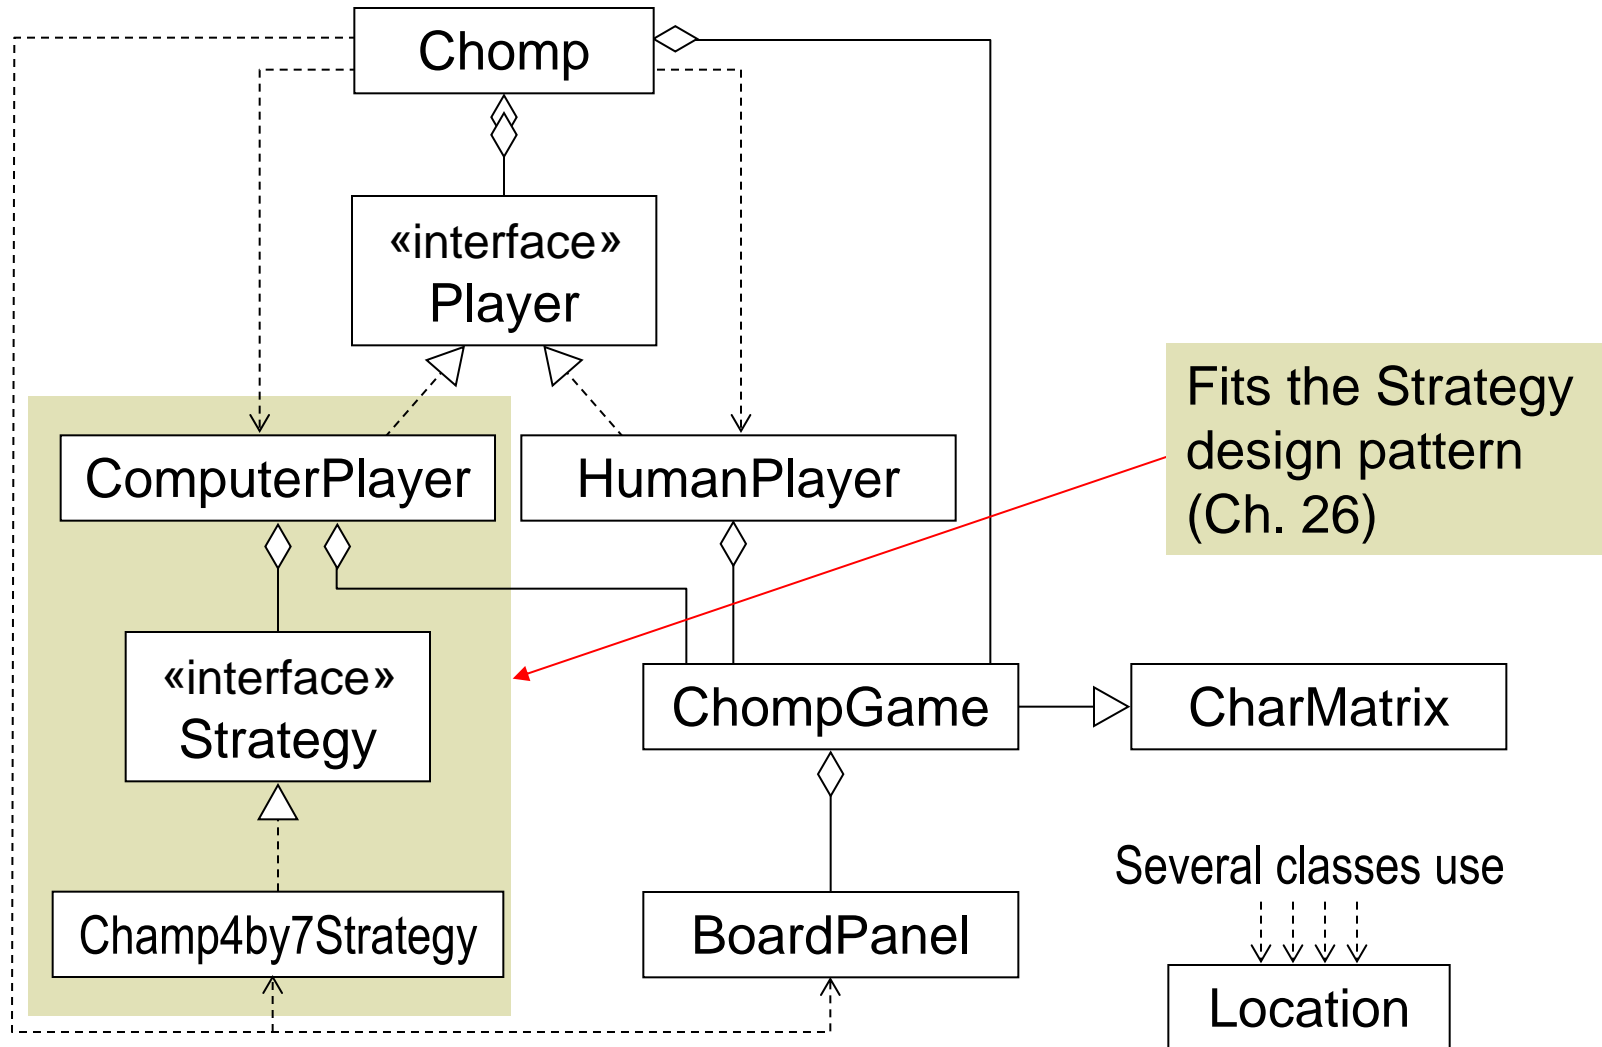 Chomp
«interface»
Player
Fits the Strategy
design pattern
(Ch. 26)
ComputerPlayer
HumanPlayer
«interface»
Strategy
ChompGame
CharMatrix
Several classes use
Champ4by7Strategy
BoardPanel
Location